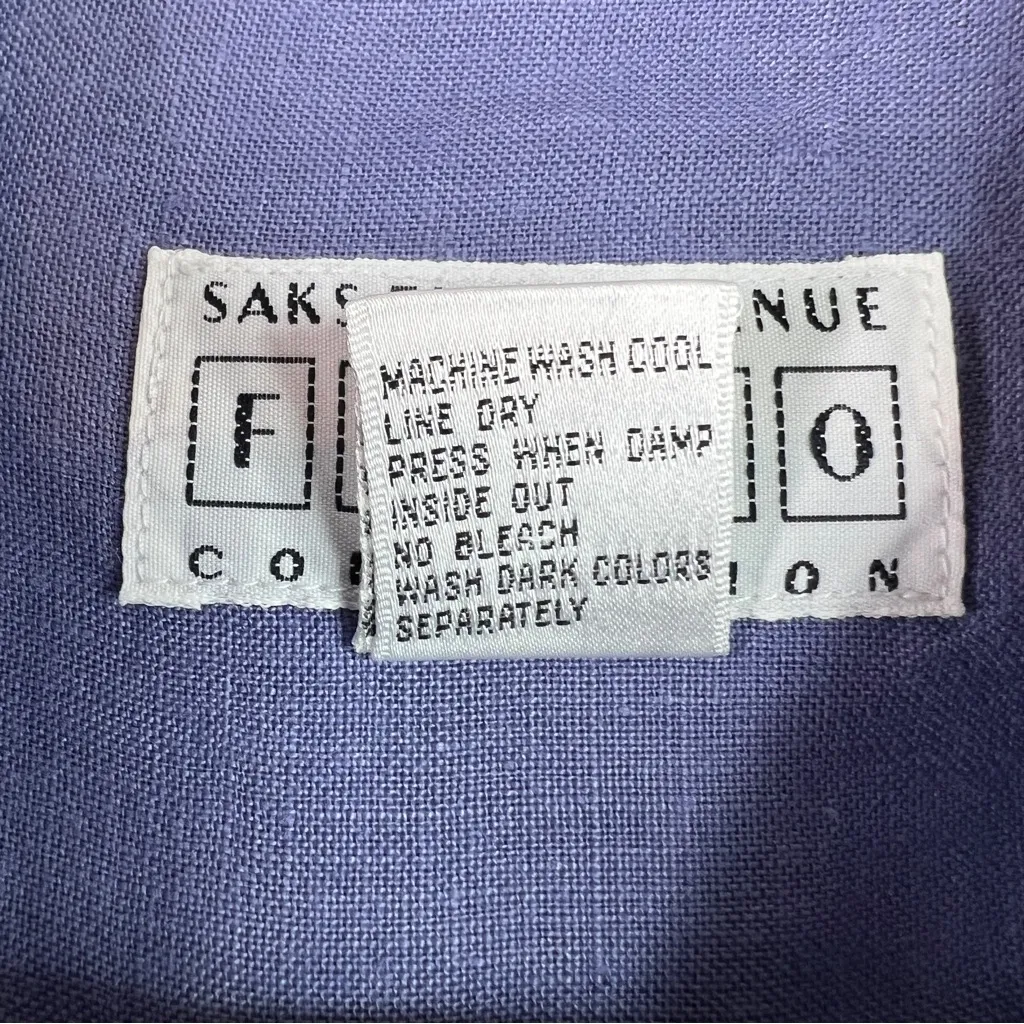 SAKS
NUE
MACHINE WASH COOL
LINE DRY
PRESS WHEN DAMP
INSIDE OUT
NO BLEACH
WASH DARK COLORS
SEPARATELY
F O
CO ION